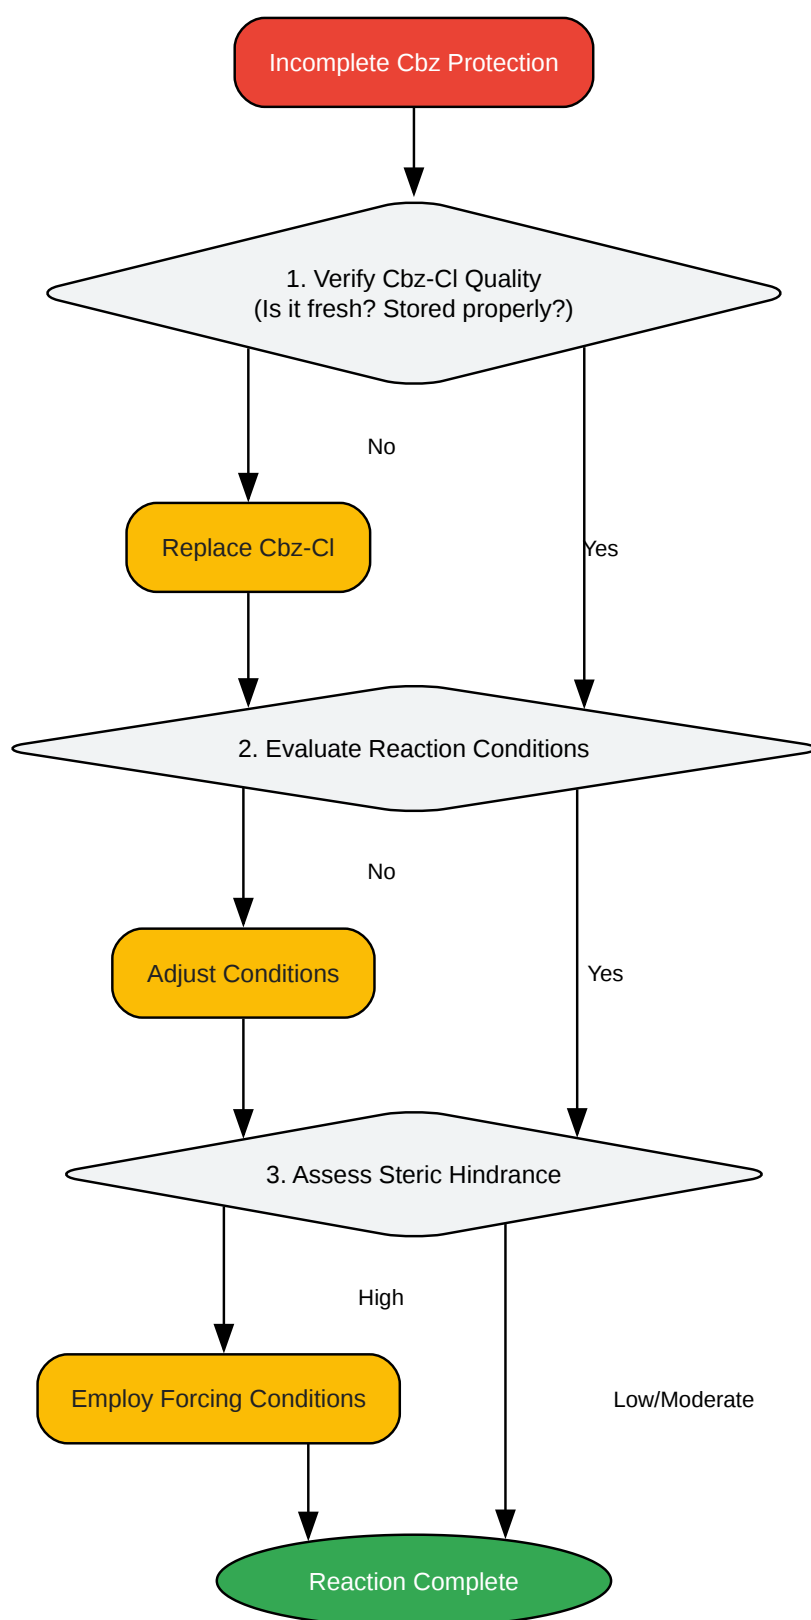 Incomplete Cbz Protection
1. Verify Cbz-Cl Quality
(Is it fresh? Stored properly?)
No
Replace Cbz-Cl
Yes
2. Evaluate Reaction Conditions
No
Adjust Conditions
Yes
3. Assess Steric Hindrance
High
Employ Forcing Conditions
Low/Moderate
Reaction Complete